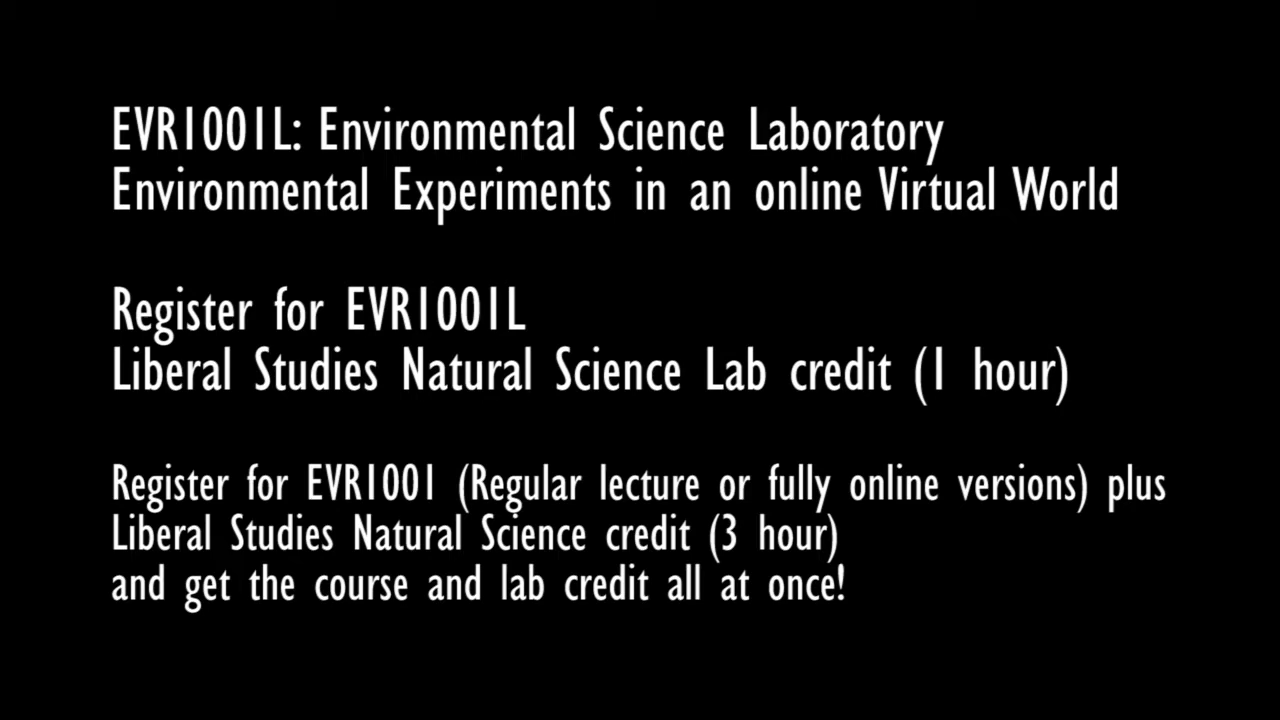 EVR1001L: Environmental Science Laboratory
Environmental Experiments in an online Virtual World
Register for EVR1001L
Liberal Studies Natural Science Lab credit (1 hour)
Register for EVR1001 (Regular lecture or fully online versions) plus
Liberal Studies Natural Science credit (3 hour)
and get the course and lab credit all at once!